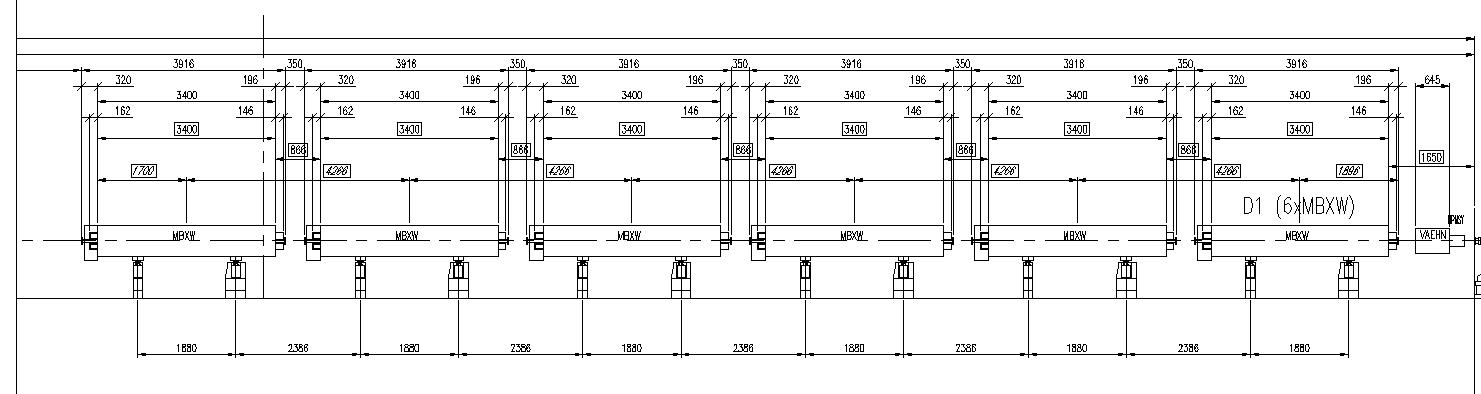 3916 350 3916 350 3916 350 3916 350 3916 350 3916
320 196 320 196 320 196 320 196 320 196 320 196 645
3400 3400 3400 3400 3400 3400
162 146 162 146 162 146 162 146 162 146 162 146
3400 3400 3400 3400 3400 3400
866 866 866 866 866 1650
1700 4266 4266 4266 4266 4266 1896
D1 (6xMBXW)
MBXW MBXW MBXW MBXW MBXW MBXW VAEHN
1880 2386 1880 2386 1880 2386 1880 2386 1880 2386 1880